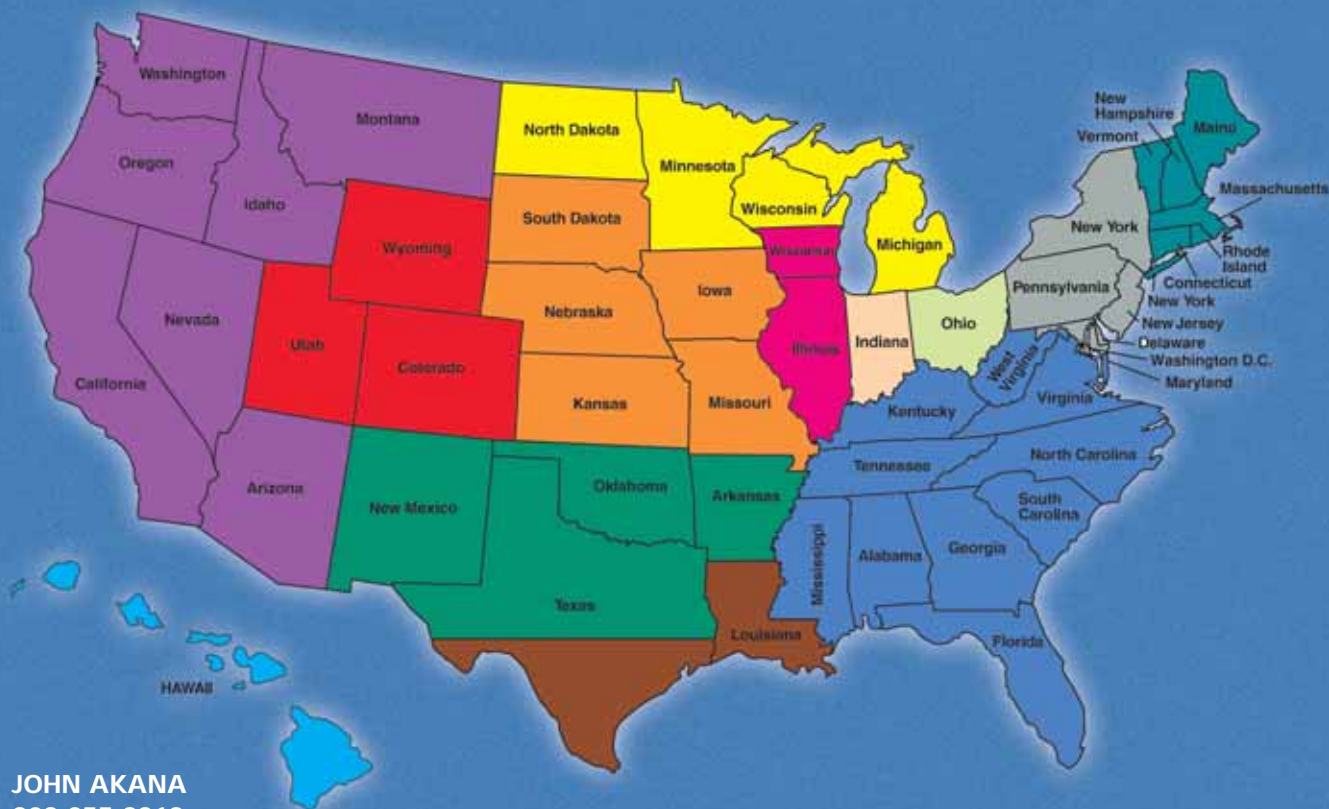 Washington
Montana
North Dakota
Minnesota
Oregon
Idaho
South Dakota
Wisconsin
Michigan
New
Hampshire
Vermont
Maine
Massachusetts
New York
Rhode
Island
Connecticut
New York
Pennsylvania
New Jersey
Delaware
Washington D.C.
Maryland
Wyoming
Wisconsin
Iowa
Nebraska
Nevada
Utah
Colorado
Illinois
Indiana
Ohio
West
Virginia
Virginia
California
Kansas
Missouri
Kentucky
North Carolina
Tennessee
Arizona
New Mexico
Oklahoma
Arkansas
South
Carolina
Mississippi
Alabama
Georgia
Texas
Louisiana
Florida
HAWAII
JOHN AKANA